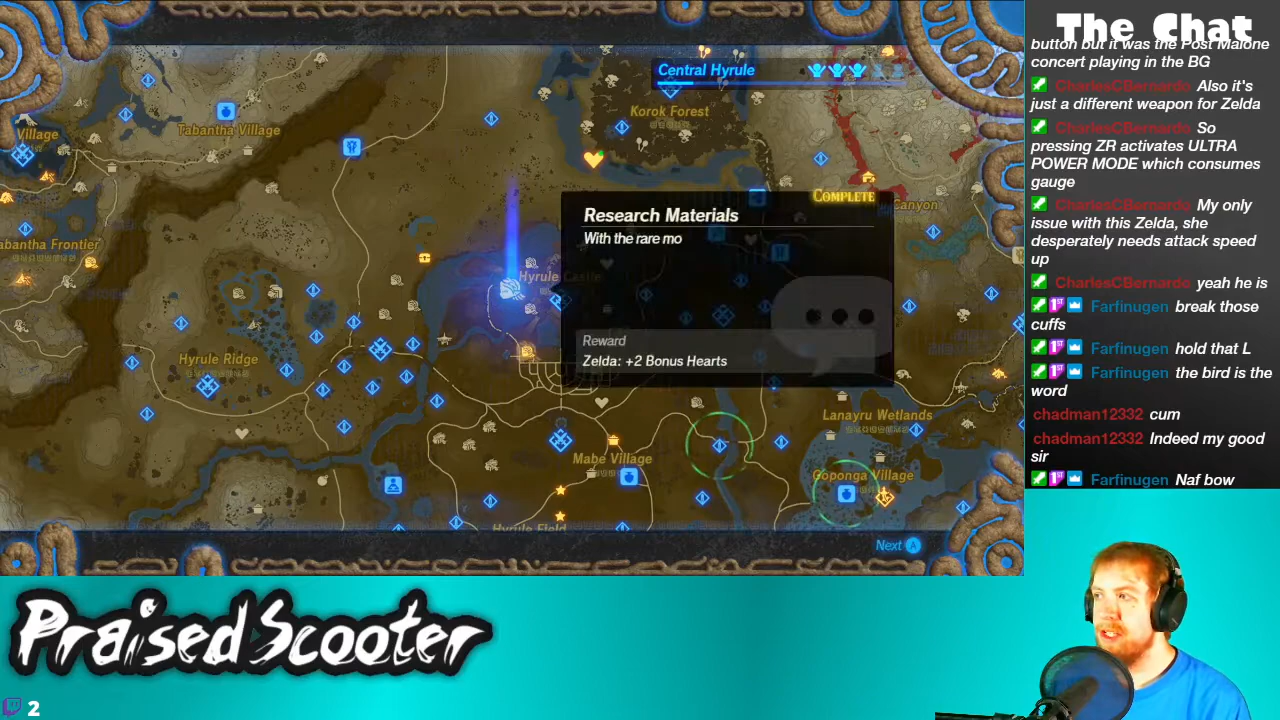 Central Hyrule
Korok Forest
Tabantha Village
Village
Canyon
Tabantha Frontier
Hyrule Castle
COMPLETE
Research Materials
With the rare mo
Reward
Zelda: +2 Bonus Hearts
Hyrule Ridge
Lanayru Wetlands
Mabe Village
Goponga Village
Hyrule Field
Next A
PraisedScooter
2
The Chat
button but it was the Post Malone
concert playing in the BG
CharlesCBernardo Also it's
just a different weapon for Zelda
CharlesCBernardo So
pressing ZR activates ULTRA
POWER MODE which consumes
gauge
CharlesCBernardo My only
issue with this Zelda, she
desperately needs attack speed
up
CharlesCBernardo yeah he is
Farfinugen break those
cuffs
Farfinugen hold that L
Farfinugen the bird is the
word
chadman12332 cum
chadman12332 Indeed my good
sir
Farfinugen Naf bow